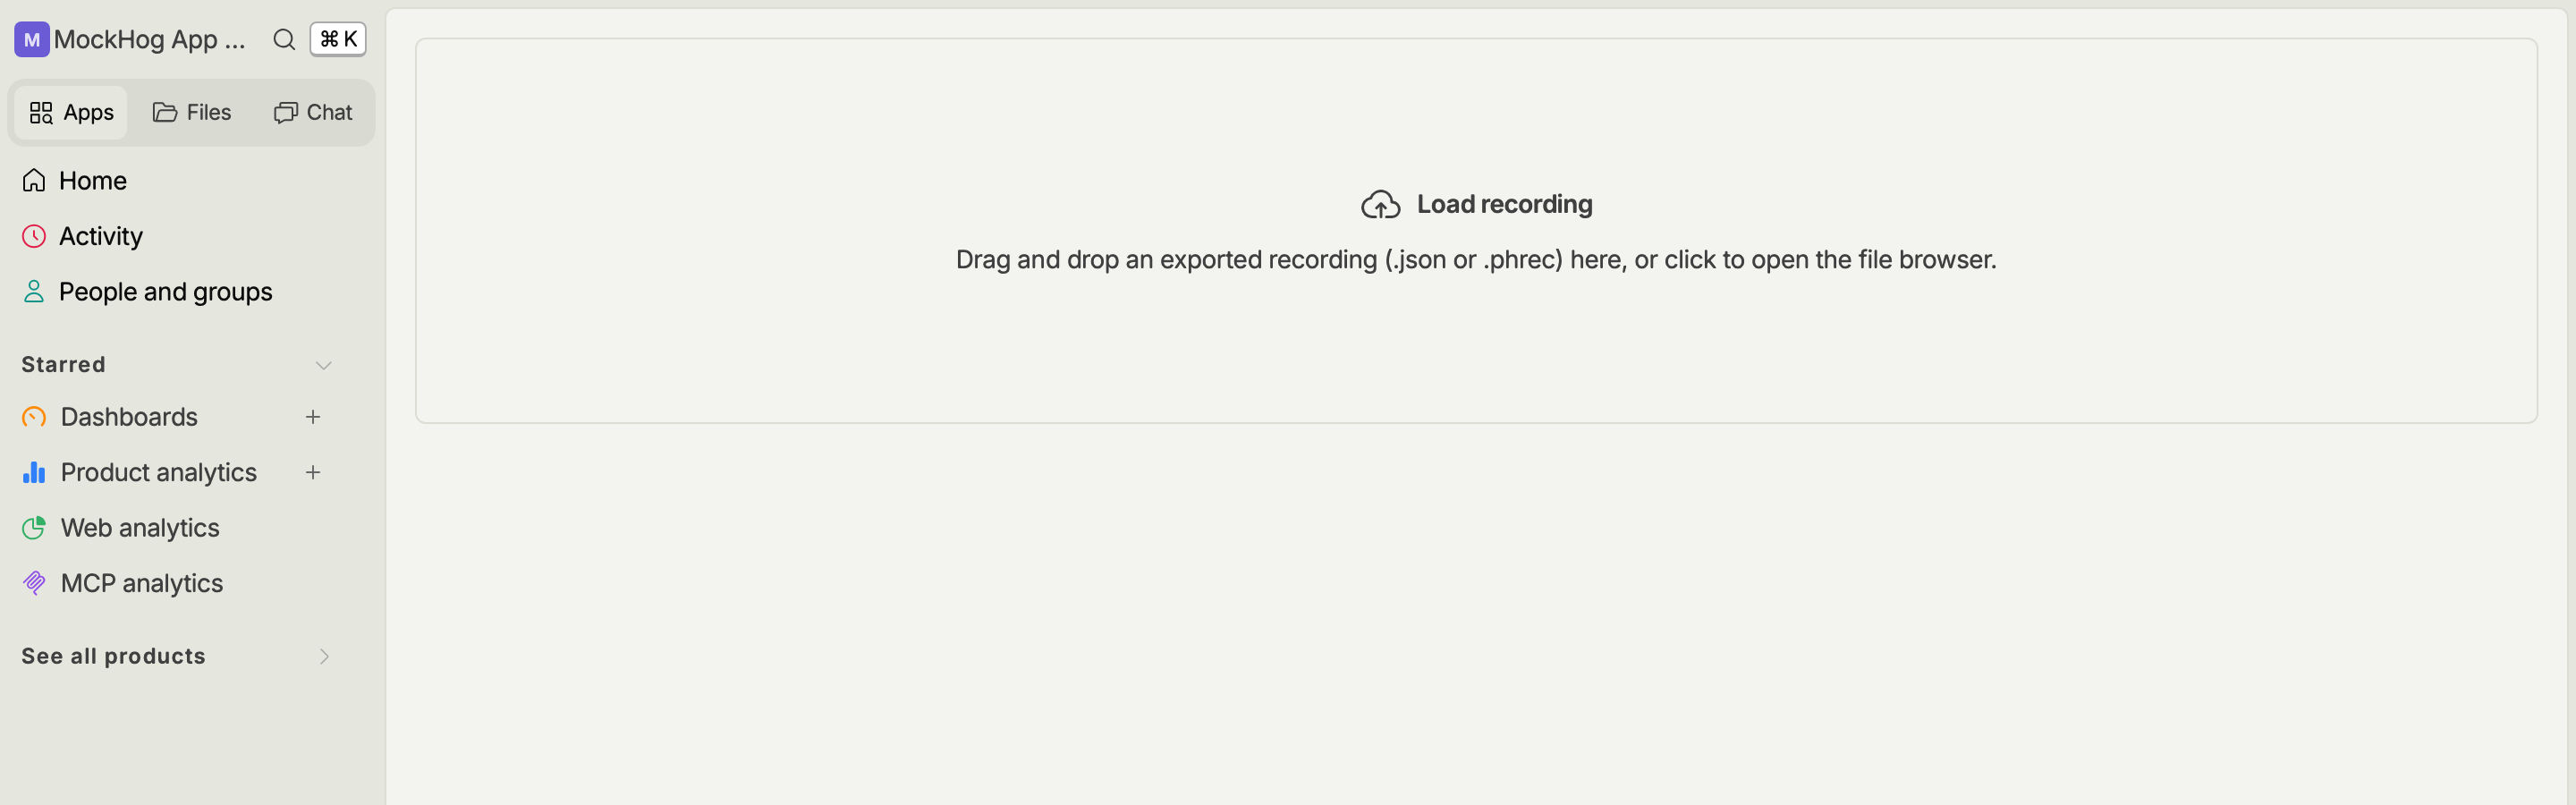 M MockHog App ... ⌘ K
Apps Files Chat
Home
Activity
People and groups
Starred
Dashboards
Product analytics
Web analytics
MCP analytics
See all products
Load recording
Drag and drop an exported recording (.json or .phrec) here, or click to open the file browser.